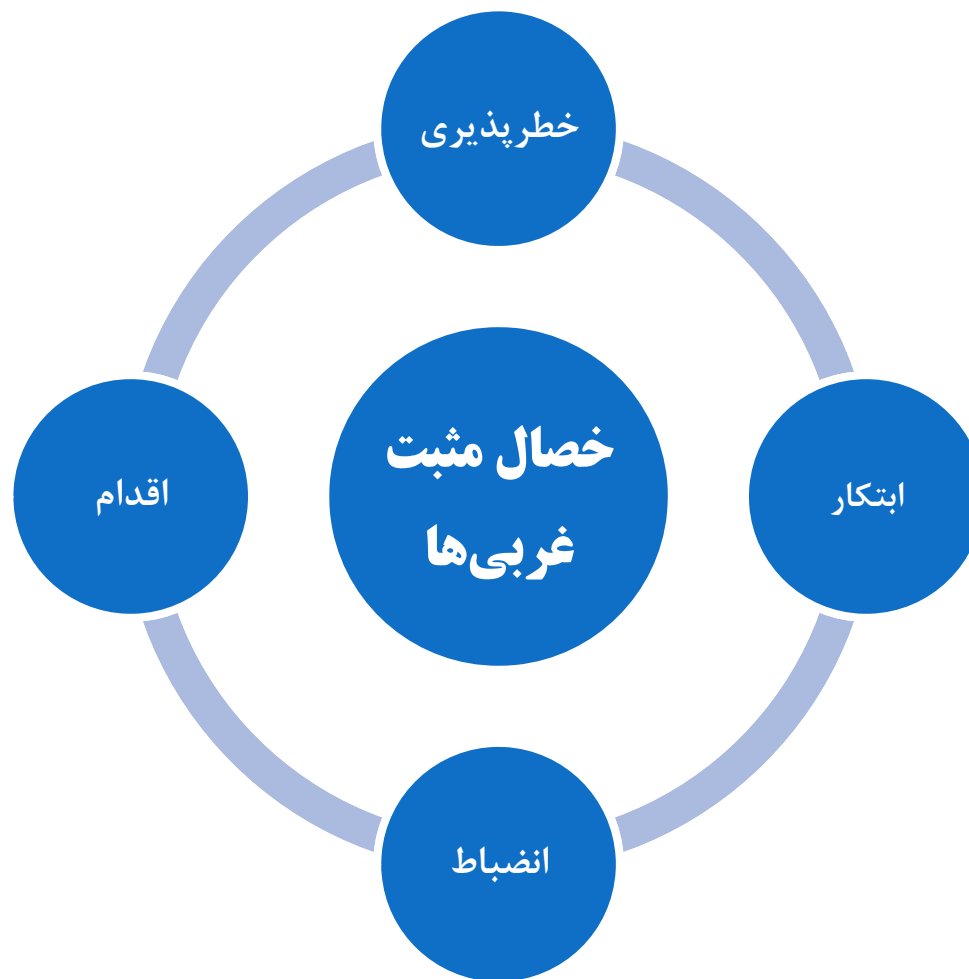 خطرپذیری
خصال مثبت
غربی‌ها
ابتکار
اقدام
انضباط